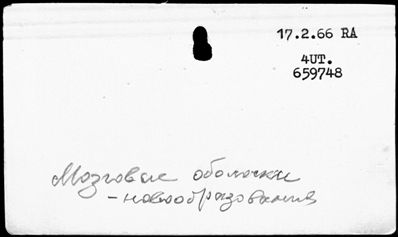 17.2.66 RA
4UT.
659748
Мозговые оболочки
- новообразования